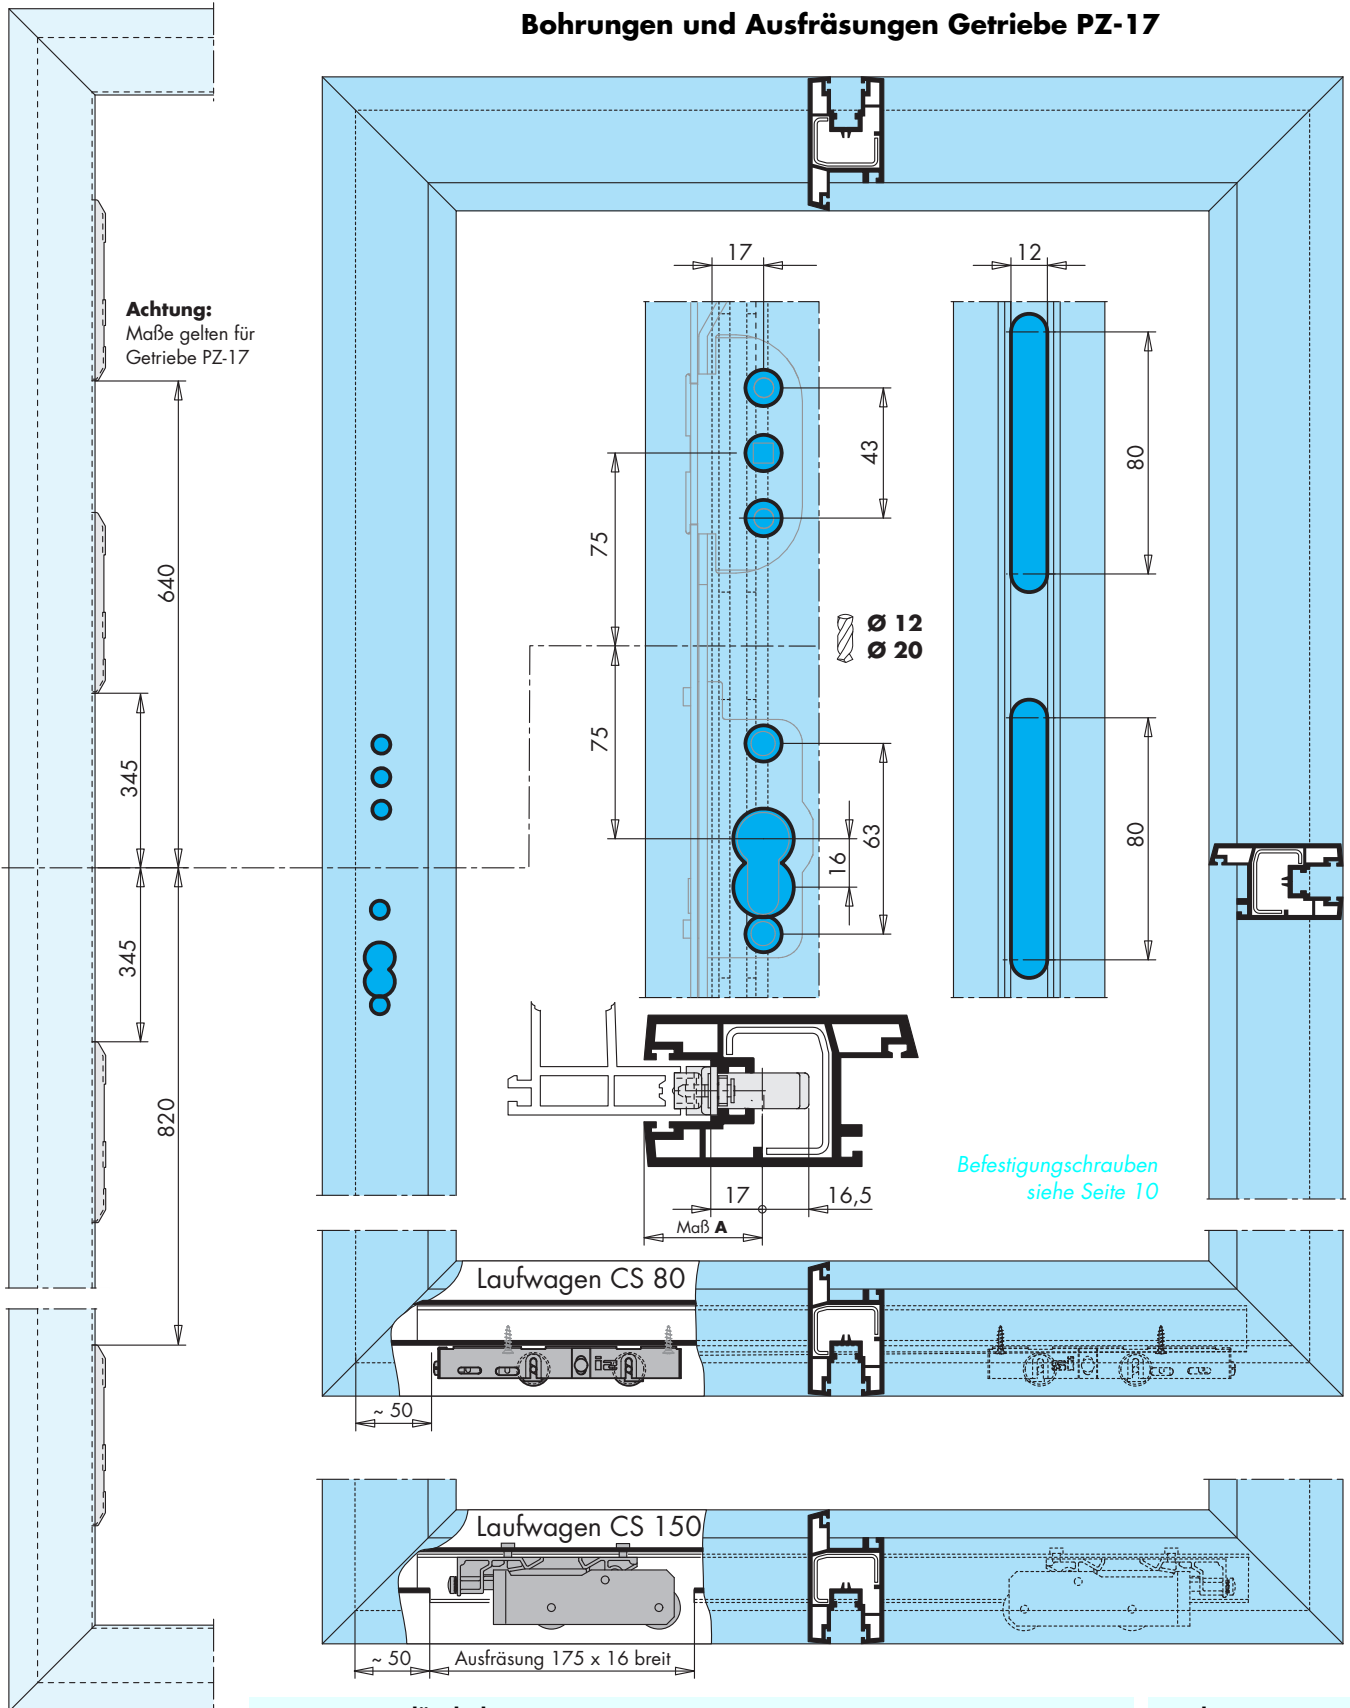 Bohrungen und Ausfräsungen Getriebe PZ-17
Achtung:
Maße gelten für
Getriebe PZ-17
17
12
43
80
75
640
Ø 12
Ø 20
75
345
63
16
80
345
820
Befestigungschrauben
siehe Seite 10
17
16,5
Maß A
Laufwagen CS 80
~ 50
Laufwagen CS 150
~ 50
Ausfräsung 175 x 16 breit